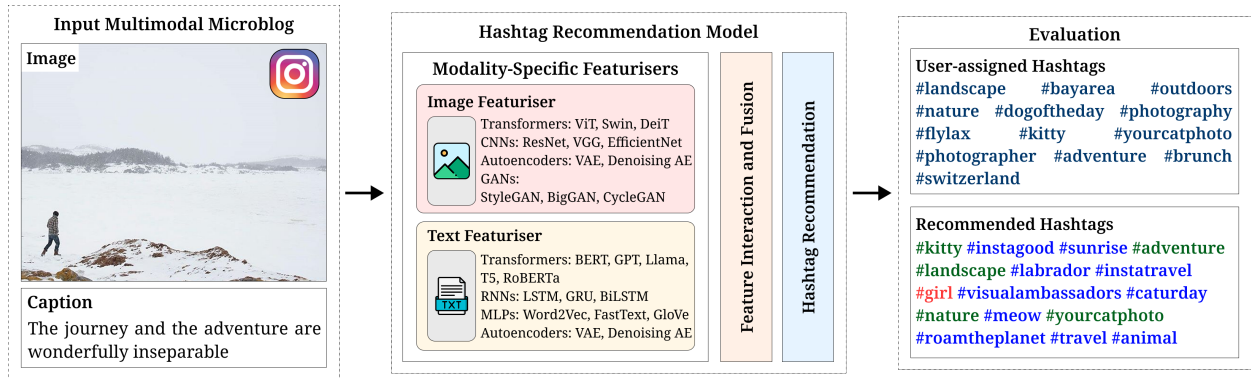 Input Multimodal Microblog
Image
Caption
The journey and the adventure are
wonderfully inseparable
Hashtag Recommendation Model
Modality-Specific Featurisers
Image Featuriser
Transformers: ViT, Swin, DeiT
CNNs: ResNet, VGG, EfficientNet
Autoencoders: VAE, Denoising AE
GANs:
StyleGAN, BigGAN, CycleGAN
Text Featuriser
TXT
Transformers: BERT, GPT, Llama,
T5, RoBERTa
RNNs: LSTM, GRU, BiLSTM
MLPs: Word2Vec, FastText, GloVe
Autoencoders: VAE, Denoising AE
Feature Interaction and Fusion
Hashtag Recommendation
Evaluation
User-assigned Hashtags
#landscape #bayarea #outdoors
#nature #dogoftheday #photography
#flylax #kitty #yourcatphoto
#photographer #adventure #brunch
#switzerland
Recommended Hashtags
#kitty #instagood #sunrise #adventure
#landscape #labrador #instatravel
#girl #visualambassadors #caturday
#nature #meow #yourcatphoto
#roamtheplanet #travel #animal